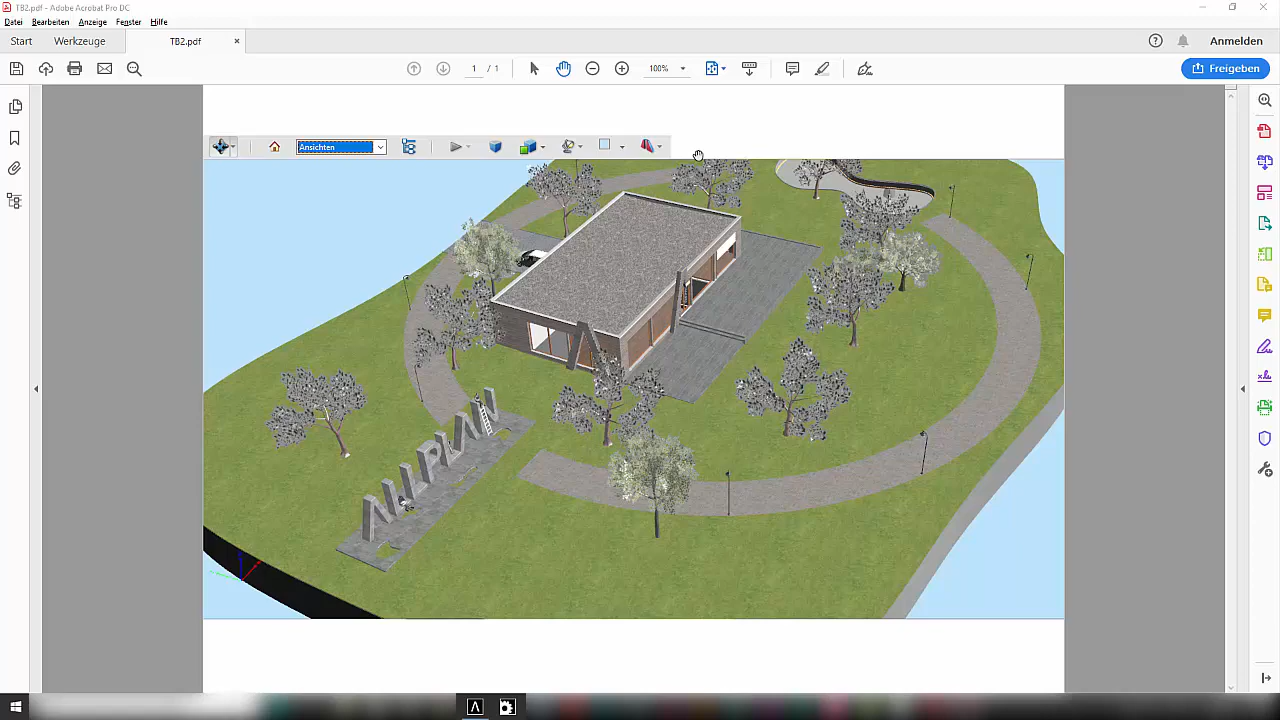 TB2.pdf - Adobe Acrobat Pro DC
Datei Bearbeiten Anzeige Fenster Hilfe
Start Werkzeuge TB2.pdf × Anmelden
1 / 1 100% Freigeben
Ansichten
ALLPLAN